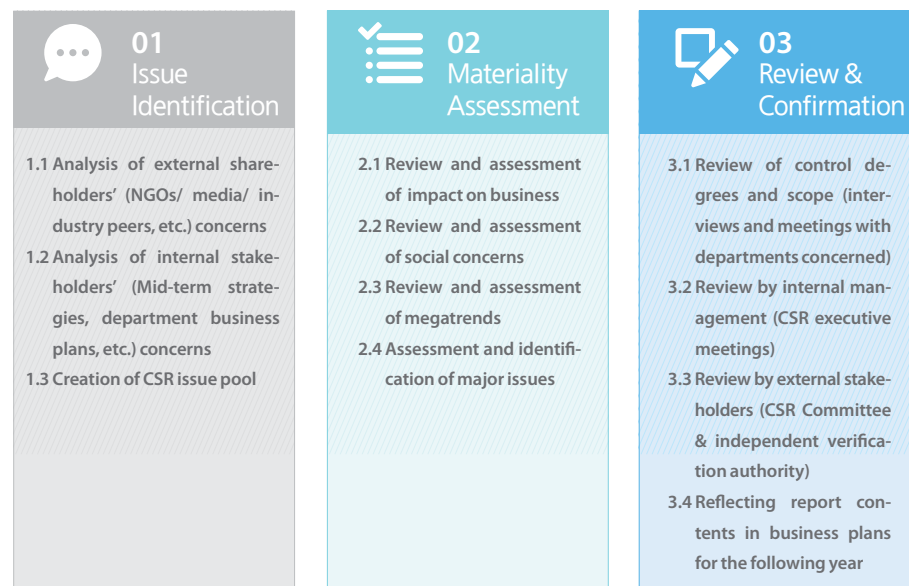 01
Issue
Identification
1.1 Analysis of external share-
holders' (NGOs/ media/ in-
dustry peers, etc.) concerns
1.2 Analysis of internal stake-
holders' (Mid-term strate-
gies, department business
plans, etc.) concerns
1.3 Creation of CSR issue pool
02
Materiality
Assessment
2.1 Review and assessment
of impact on business
2.2 Review and assessment
of social concerns
2.3 Review and assessment
of megatrends
2.4 Assessment and identifi-
cation of major issues
03
Review &
Confirmation
3.1 Review of control de-
grees and scope (inter-
views and meetings with
departments concerned)
3.2 Review by internal man-
agement (CSR executive
meetings)
3.3 Review by external stake-
holders (CSR Committee
& independent verifica-
tion authority)
3.4 Reflecting report con-
tents in business plans
for the following year